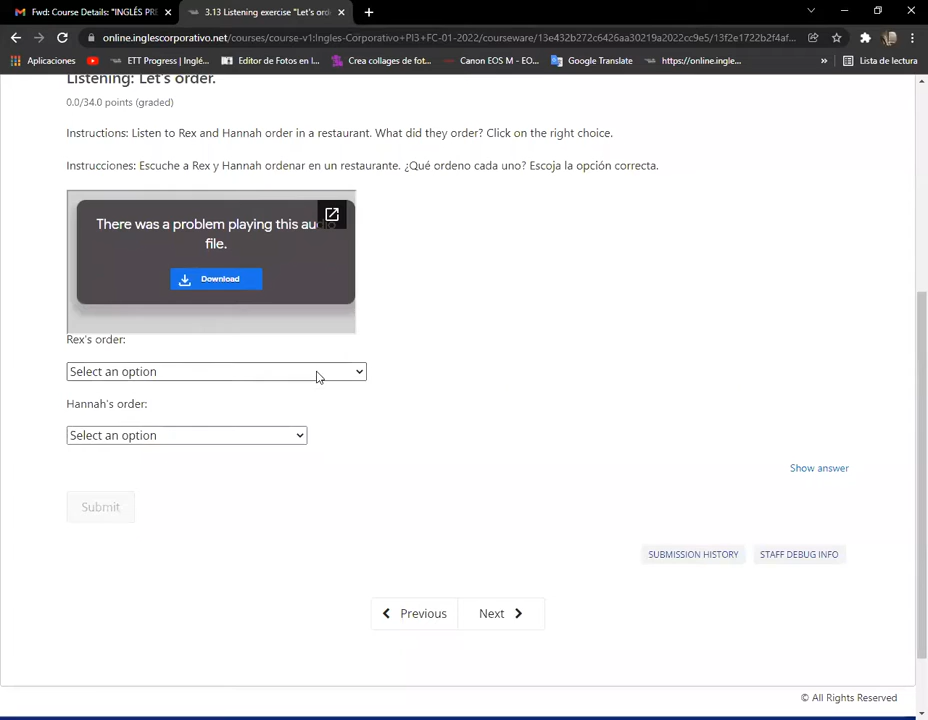 Fwd: Course Details: "INGLÉS PRE
3.13 Listening exercise "Let's orde
online.inglescorporativo.net/courses/course-v1:Ingles-Corporativo+PI3+FC-01-2022/courseware/13e432b272c6426aa30219a2022cc9e5/13f2e1722b2f4af...
Aplicaciones
ETT Progress | Inglé...
Editor de Fotos en l...
Crea collages de fot...
Canon EOS M - EO...
Google Translate
https://online.ingle...
»
Lista de lectura
Listening: Let's order.
0.0/34.0 points (graded)
Instructions: Listen to Rex and Hannah order in a restaurant. What did they order? Click on the right choice.
Instrucciones: Escuche a Rex y Hannah ordenar en un restaurante. ¿Qué ordeno cada uno? Escoja la opción correcta.
There was a problem playing this audio
file.
Download
Rex's order:
Select an option
Hannah's order:
Select an option
Show answer
Submit
SUBMISSION HISTORY
STAFF DEBUG INFO
Previous
Next
© All Rights Reserved